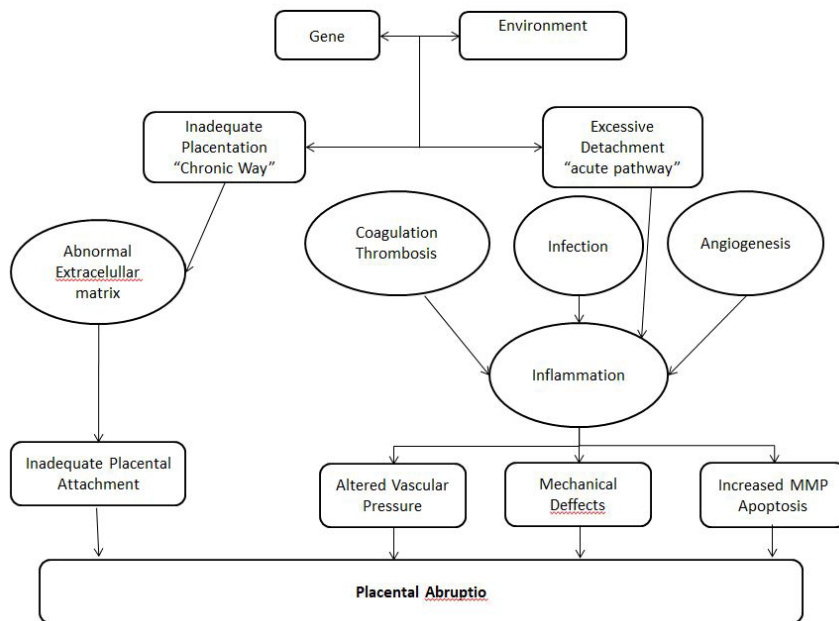 Gene
Environment
Inadequate
Placentation
“Chronic Way”
Excessive
Detachment
“acute pathway”
Abnormal
Extracelullar
matrix
Coagulation
Thrombosis
Infection
Angiogenesis
Inflammation
Inadequate Placental
Attachment
Altered Vascular
Pressure
Mechanical
Deffects
Increased MMP
Apoptosis
Placental Abruptio